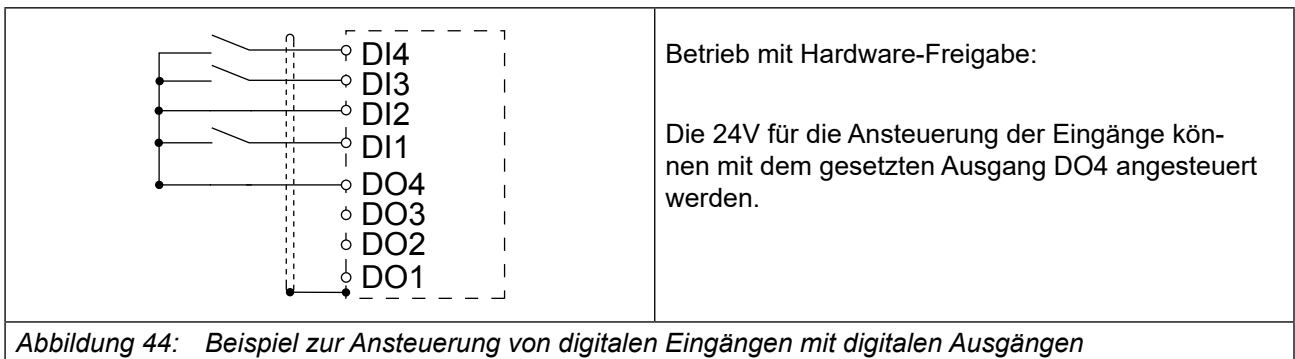 DI4
DI3
DI2
DI1
DO4
DO3
DO2
DO1
Betrieb mit Hardware-Freigabe:
Die 24V für die Ansteuerung der Eingänge kön-
nen mit dem gesetzten Ausgang DO4 angesteuert
werden.
Abbildung 44: Beispiel zur Ansteuerung von digitalen Eingängen mit digitalen Ausgängen